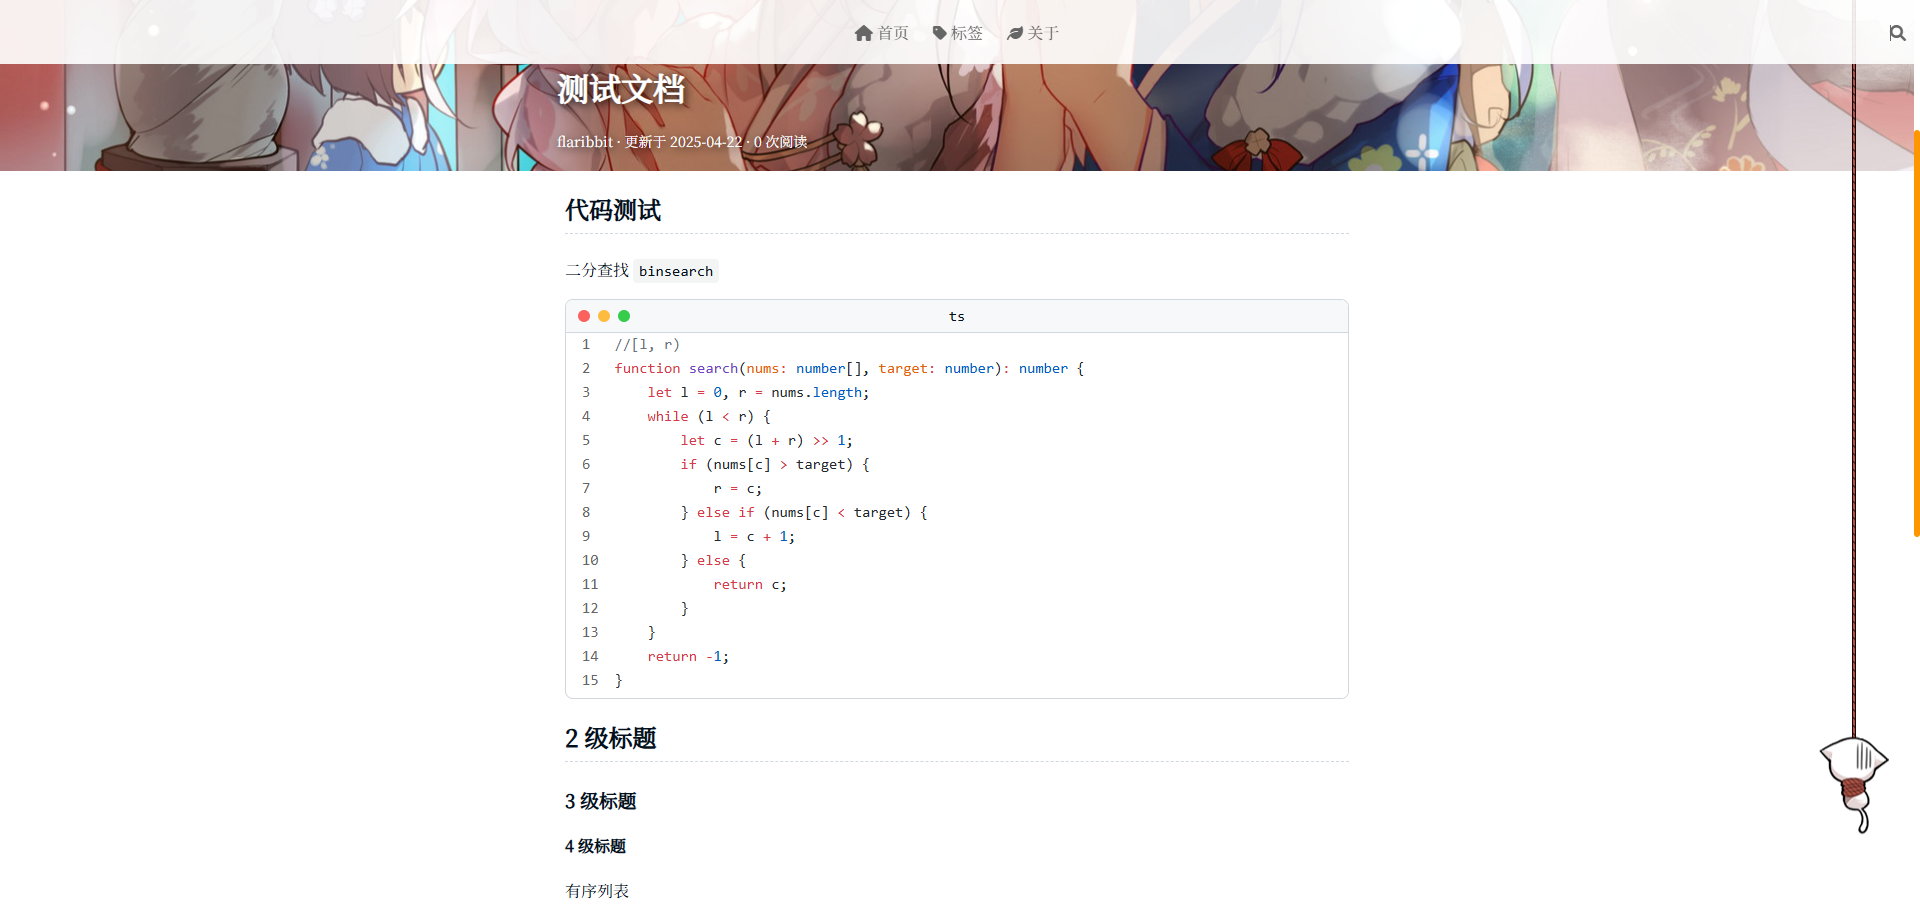 首页 标签 关于
测试文档
flaribbit · 更新于 2025-04-22 · 0 次阅读
代码测试
二分查找 binsearch
ts
1 //[l, r)
2 function search(nums: number[], target: number): number {
3     let l = 0, r = nums.length;
4     while (l < r) {
5         let c = (l + r) >> 1;
6         if (nums[c] > target) {
7             r = c;
8         } else if (nums[c] < target) {
9             l = c + 1;
10         } else {
11             return c;
12         }
13     }
14     return -1;
15 }
2 级标题
3 级标题
4 级标题
有序列表